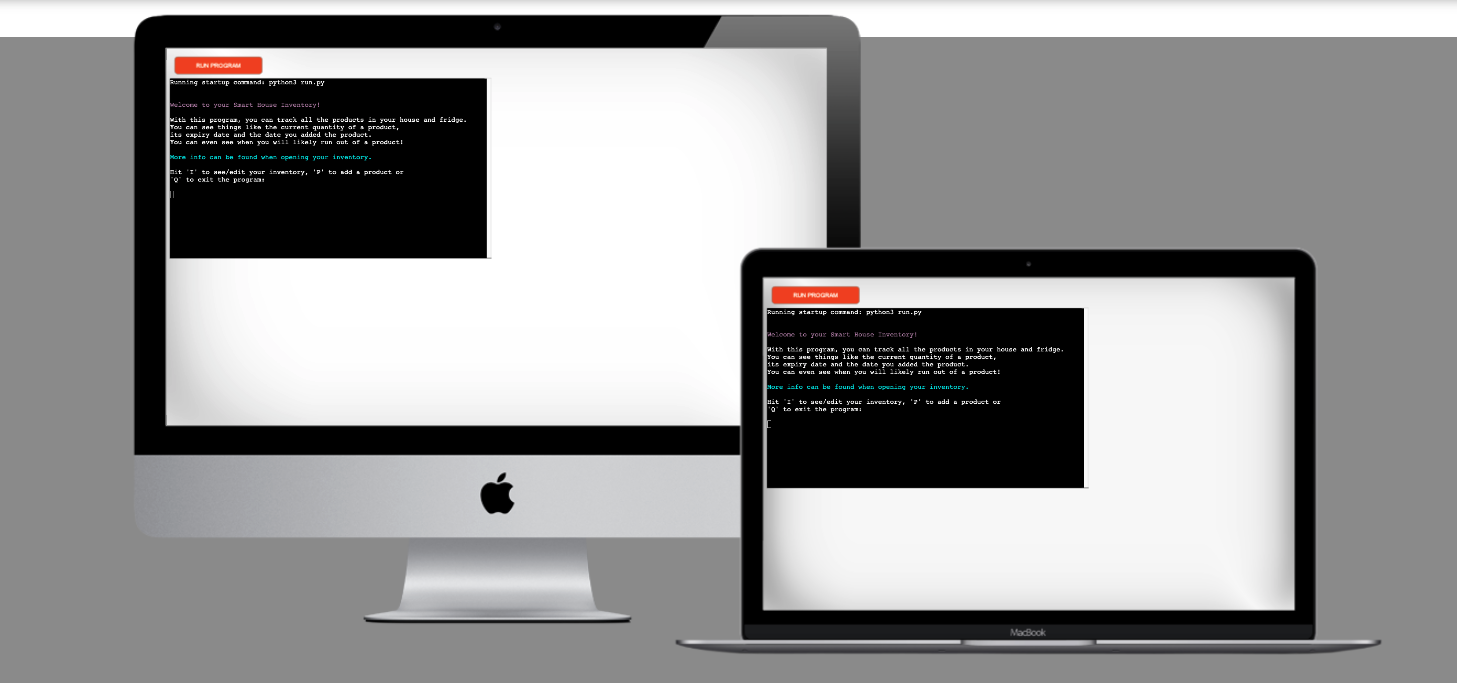 RUN PROGRAM
Running startup command: python3 run.py
Welcome to your Smart House Inventory!
With this program, you can track all the products in your house and fridge.
You can see things like the current quantity of a product,
its expiry date and the date you added the product.
You can even see when you will likely run out of a product!
More info can be found when opening your inventory.
Hit 'I' to see/edit your inventory, 'P' to add a product or
'Q' to exit the program:
RUN PROGRAM
Running startup command: python3 run.py
Welcome to your Smart House Inventory!
With this program, you can track all the products in your house and fridge.
You can see things like the current quantity of a product,
its expiry date and the date you added the product.
You can even see when you will likely run out of a product!
More info can be found when opening your inventory.
Hit 'I' to see/edit your inventory, 'P' to add a product or
'Q' to exit the program:
MacBook